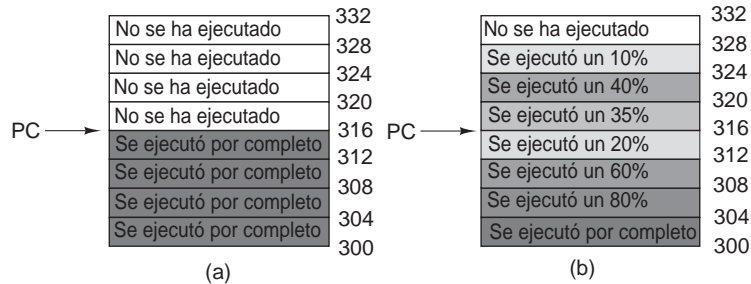 332
No se ha ejecutado
328
No se ha ejecutado
324
No se ha ejecutado
320
No se ha ejecutado
PC
316
Se ejecutó por completo
312
Se ejecutó por completo
308
Se ejecutó por completo
304
Se ejecutó por completo
300
(a)
332
No se ha ejecutado
328
Se ejecutó un 10%
324
Se ejecutó un 40%
320
Se ejecutó un 35%
PC
316
Se ejecutó un 20%
312
Se ejecutó un 60%
308
Se ejecutó un 80%
304
Se ejecutó por completo
300
(b)